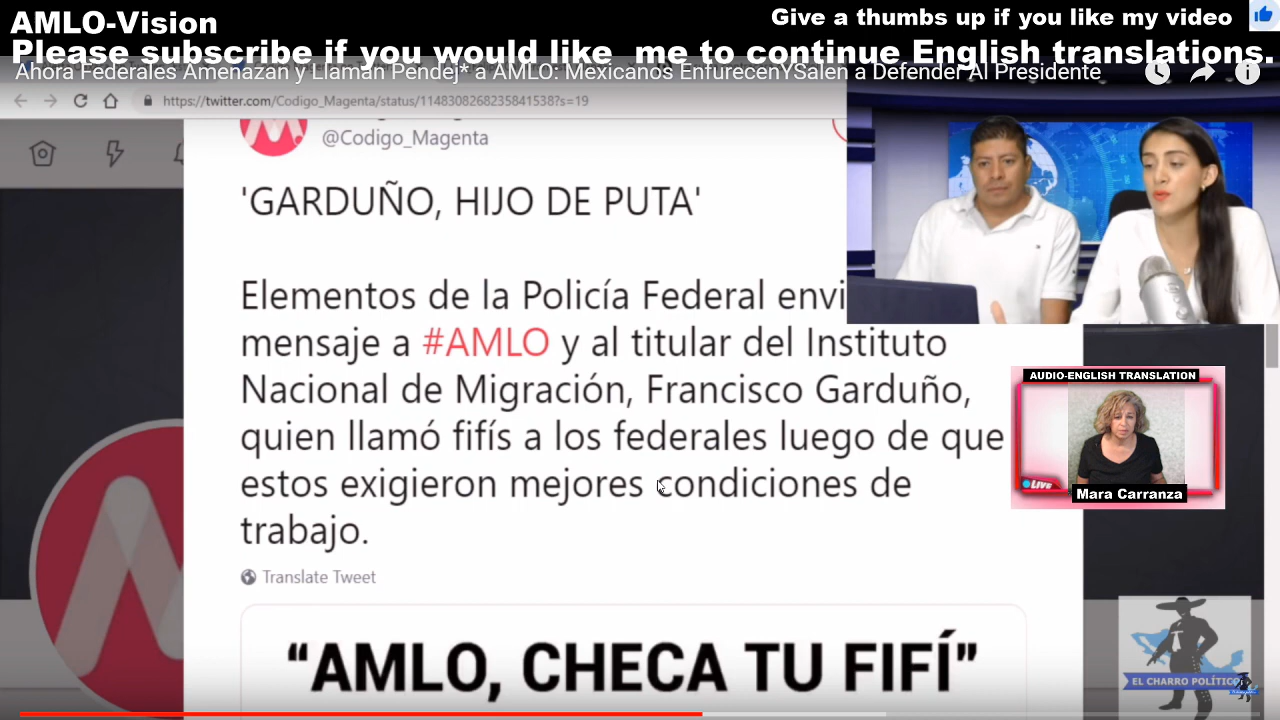 AMLO-Vision
Give a thumbs up if you like my video
Please subscribe if you would like me to continue English translations.
Ahora Federales Amenazan y Llaman Pendej* a AMLO: Mexicanos EnfurecenYSalen a Defender Al Presidente
https://twitter.com/Codigo_Magenta/status/1148308268235841538?s=19
@Codigo_Magenta
'GARDUÑO, HIJO DE PUTA'
Elementos de la Policía Federal envi
mensaje a #AMLO y al titular del Instituto
Nacional de Migración, Francisco Garduño,
quien llamó fifís a los federales luego de que
estos exigieron mejores condiciones de
trabajo.
Translate Tweet
“AMLO, CHECA TU FIFÍ”
AUDIO-ENGLISH TRANSLATION
Live
Mara Carranza
EL CHARRO POLÍTICO